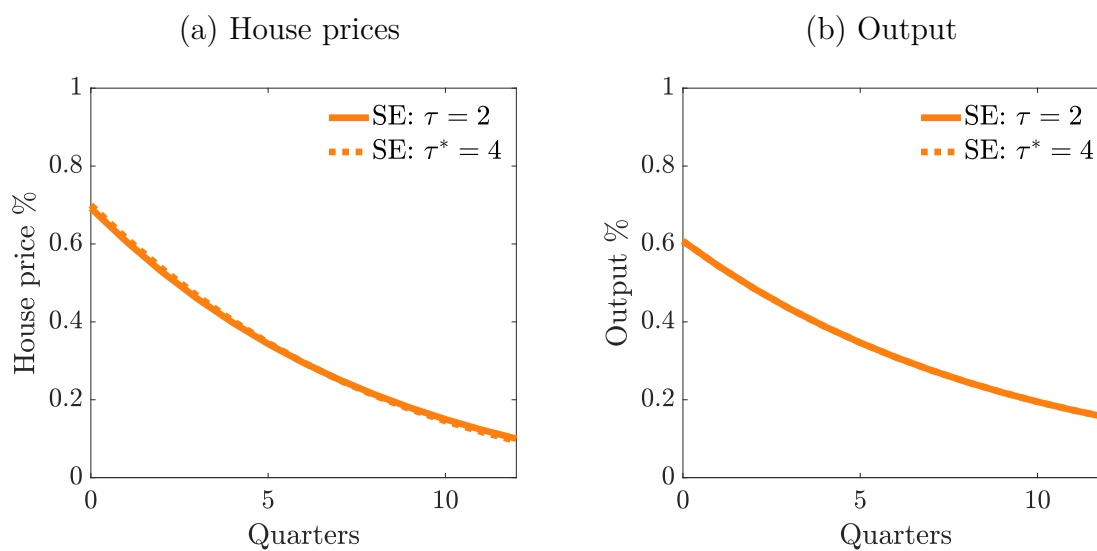 (a) House prices
1
0.8
0.6
0.4
0.2
0
0
5
10
House price %
Quarters
SE: τ = 2
SE: τ* = 4
(b) Output
1
0.8
0.6
0.4
0.2
0
0
5
10
Output %
Quarters
SE: τ = 2
SE: τ* = 4